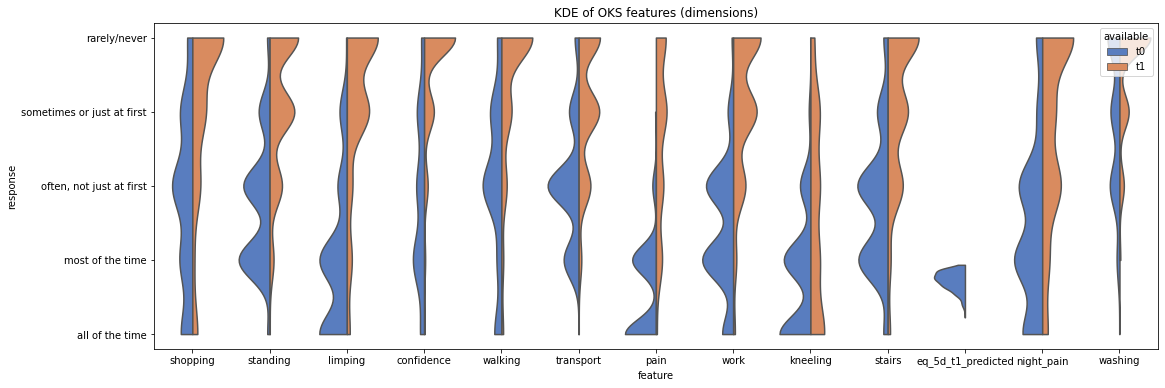 KDE of OKS features (dimensions)
available
t0
t1
rarely/never
sometimes or just at first
often, not just at first
most of the time
all of the time
response
shopping standing limping confidence walking transport pain work kneeling stairs eq_5d_t1_predicted night_pain washing
feature